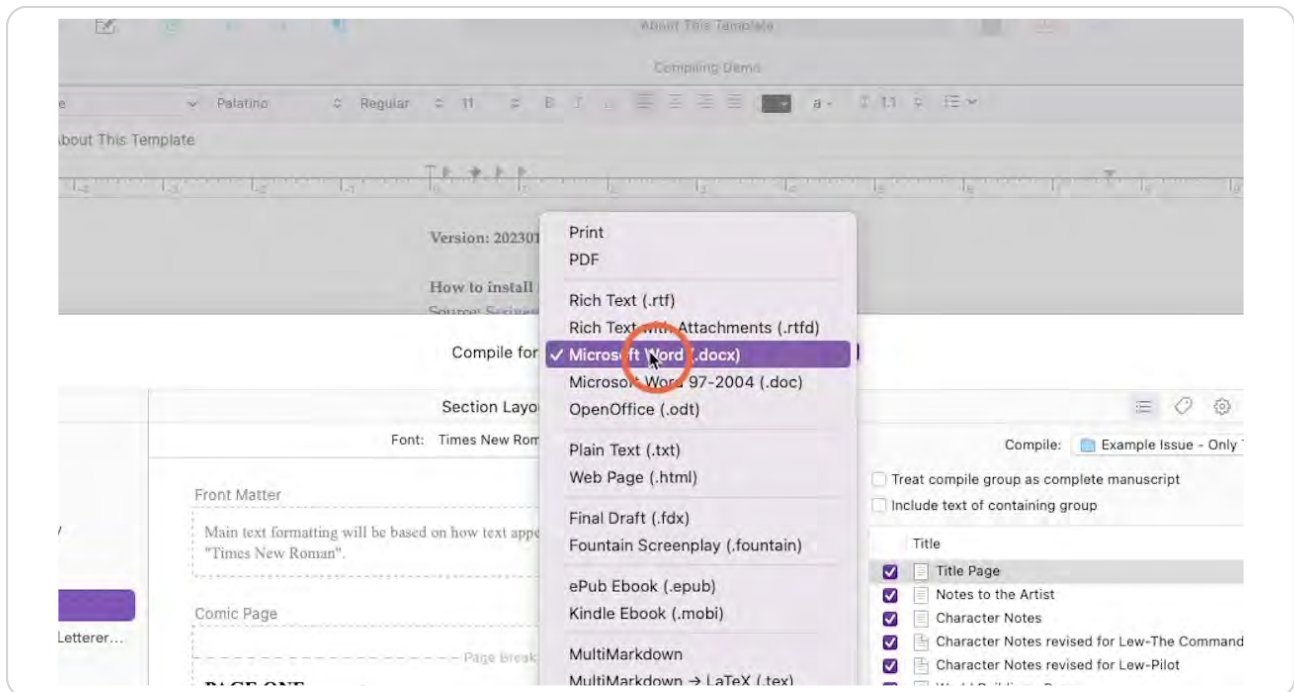 About This Template
Compiling Demo
Palatino Regular 11 B I a 1.1
About This Template
Version: 20230
How to install
Compile for
Print
PDF
Rich Text (.rtf)
Rich Text with Attachments (.rtfd)
✓ Microsoft Word (.docx)
Microsoft Word 97-2004 (.doc)
OpenOffice (.odt)
Plain Text (.txt)
Web Page (.html)
Final Draft (.fdx)
Fountain Screenplay (.fountain)
ePub Ebook (.epub)
Kindle Ebook (.mobi)
MultiMarkdown
MultiMarkdown → LaTeX (.tex)
Section Layo
Font: Times New Rom
Front Matter
Main text formatting will be based on how text appe
"Times New Roman".
Comic Page
Page Break
PAGE ONE
Letterer...
Compile: Example Issue - Only
Treat compile group as complete manuscript
Include text of containing group
Title
Title Page
Notes to the Artist
Character Notes
Character Notes revised for Lew-The Command
Character Notes revised for Lew-Pilot